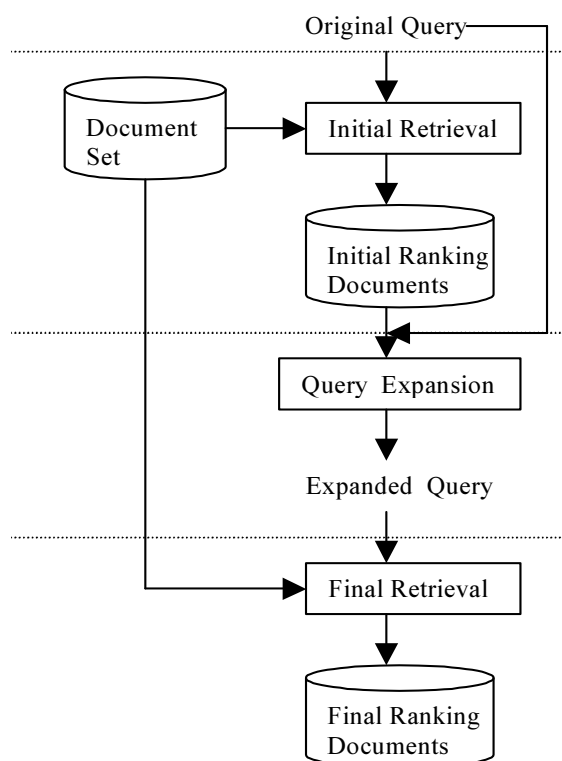 Original Query
Document
Set
Initial Retrieval
Initial Ranking
Documents
Query Expansion
Expanded Query
Final Retrieval
Final Ranking
Documents